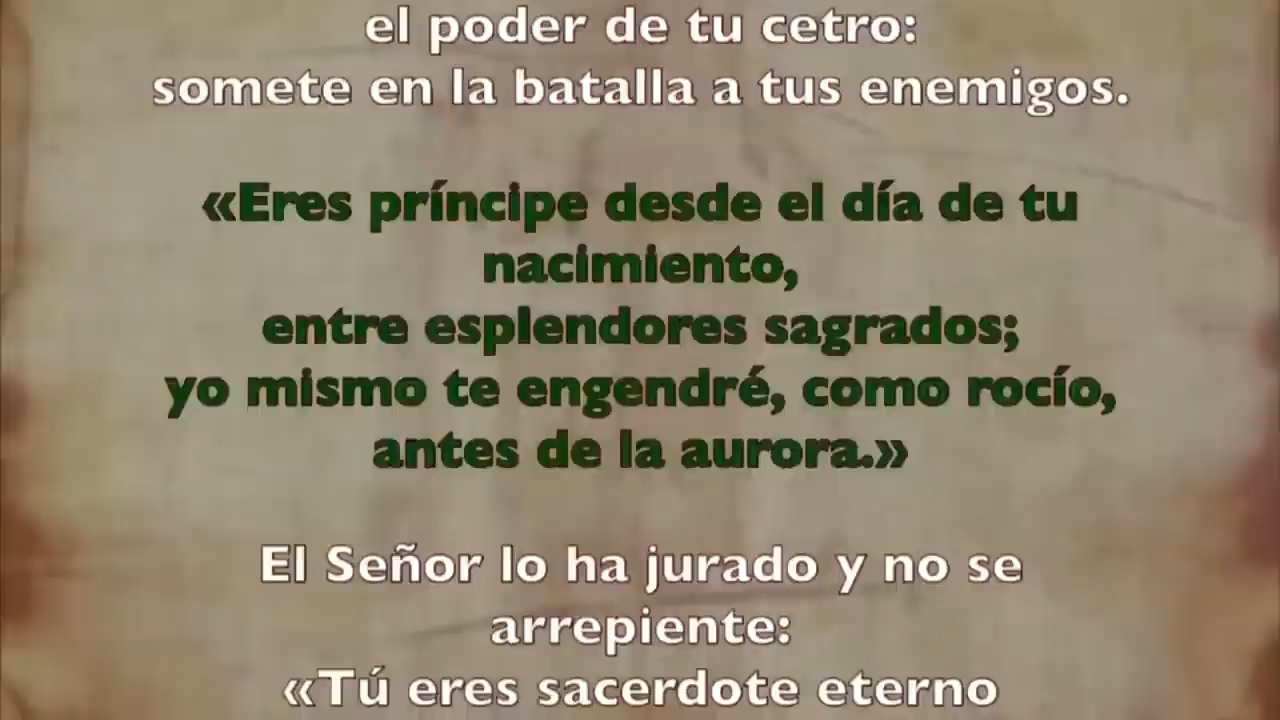 el poder de tu cetro:
somete en la batalla a tus enemigos.
«Eres príncipe desde el día de tu
nacimiento,
entre esplendores sagrados;
yo mismo te engendré, como rocío,
antes de la aurora.»
El Señor lo ha jurado y no se
arrepiente:
«Tú eres sacerdote eterno